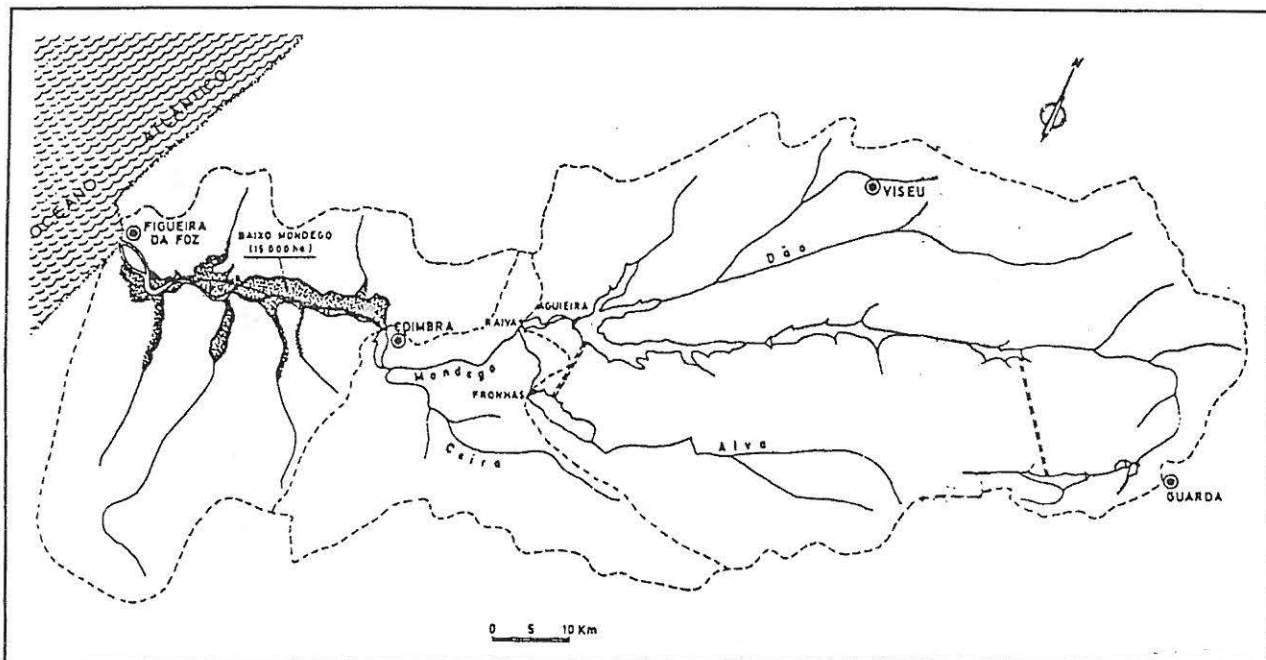 OCEANO ATLÂNTICO
N
FIGUEIRA
DA FOZ
BAIXO MONDEGO
(15 000 ha)
VISEU
Dão
AGUIEIRA
RAIVA
COIMBRA
Mondego
FRONHAS
Ceira
Alva
GUARDA
0 5 10 Km